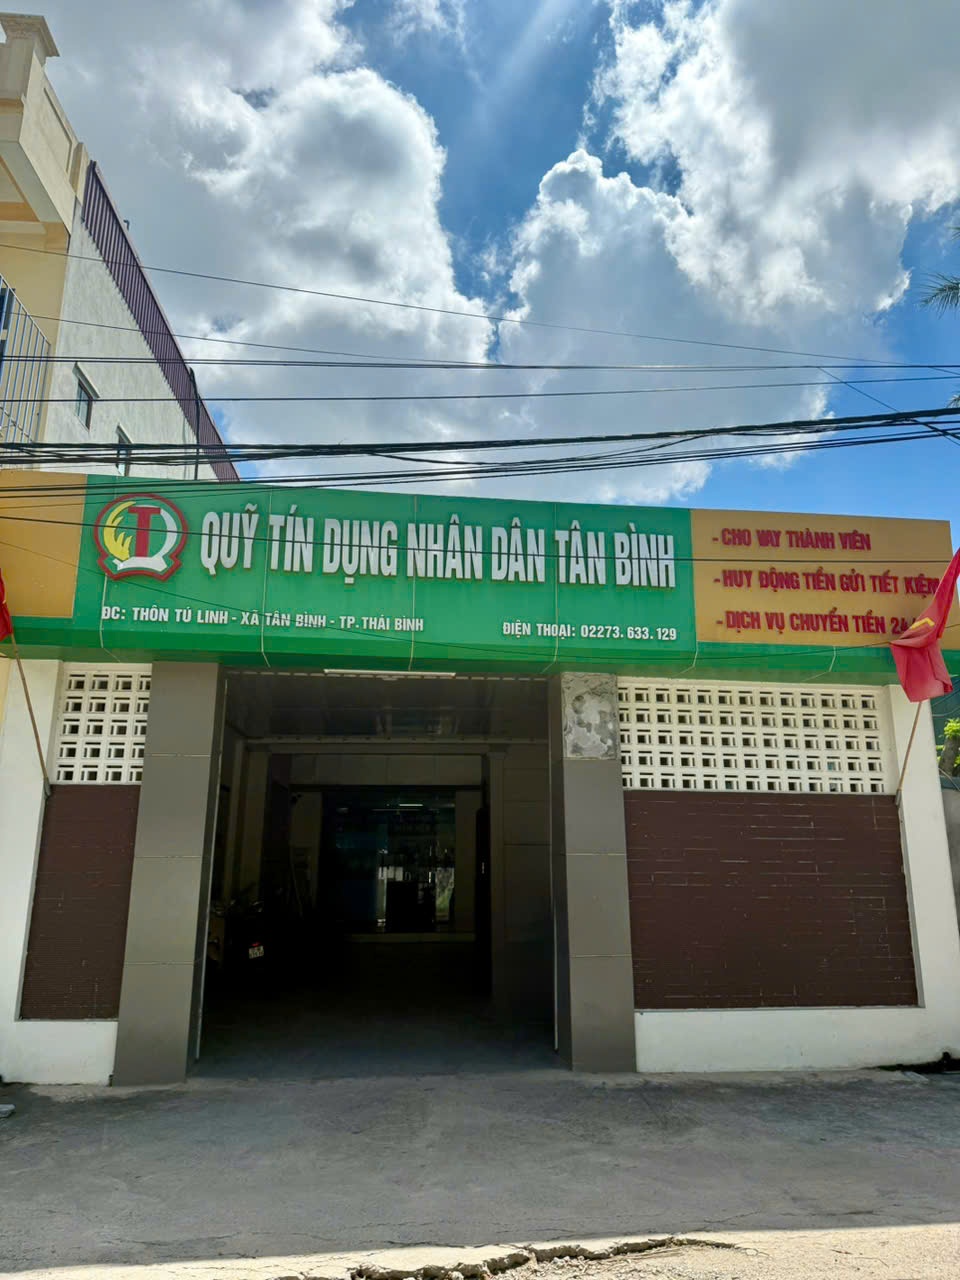 QUỸ TÍN DỤNG NHÂN DÂN TÂN BÌNH
ĐC: THÔN TÚ LINH - XÃ TÂN BÌNH - TP. THÁI BÌNH
ĐIỆN THOẠI: 02273. 633. 129
- CHO VAY THÀNH VIÊN
- HUY ĐỘNG TIỀN GỬI TIẾT KIỆM
- DỊCH VỤ CHUYỂN TIỀN